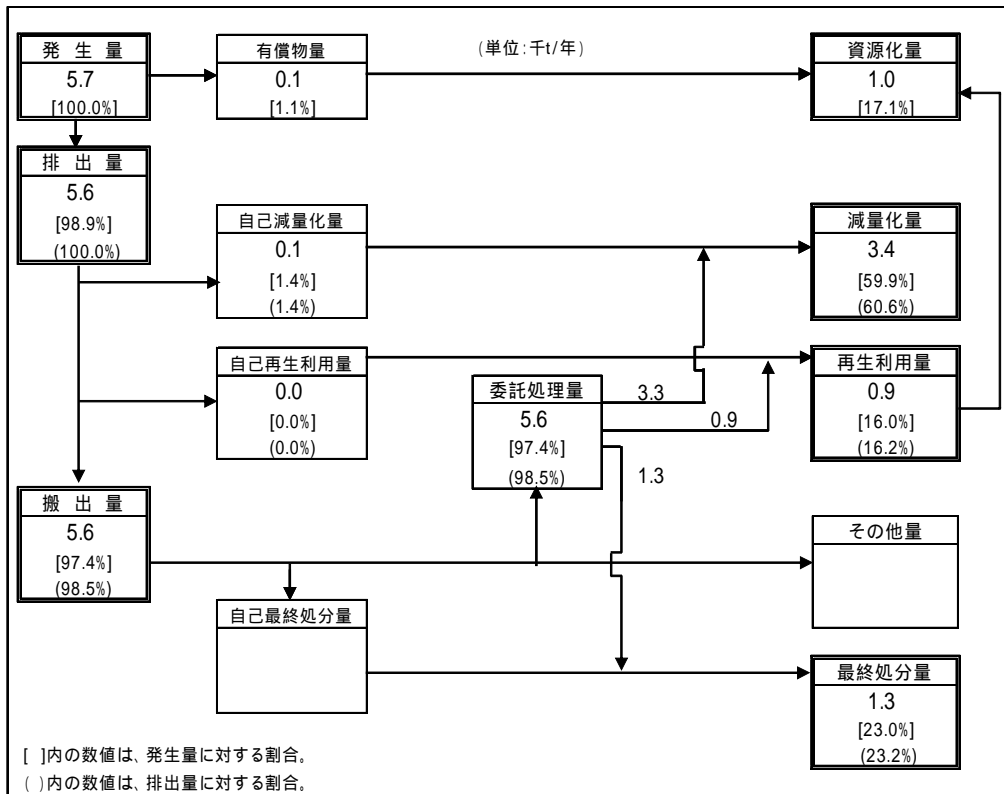 発 生 量
5.7
[100.0%]
有償物量
0.1
[1.1%]
(単位:千t/年)
資源化量
1.0
[17.1%]
排 出 量
5.6
[98.9%]
(100.0%)
自己減量化量
0.1
[1.4%]
(1.4%)
減量化量
3.4
[59.9%]
(60.6%)
自己再生利用量
0.0
[0.0%]
(0.0%)
委託処理量
5.6
[97.4%]
(98.5%)
3.3
0.9
1.3
再生利用量
0.9
[16.0%]
(16.2%)
搬 出 量
5.6
[97.4%]
(98.5%)
その他量
自己最終処分量
最終処分量
1.3
[23.0%]
(23.2%)
[ ]内の数値は、発生量に対する割合。
( )内の数値は、排出量に対する割合。